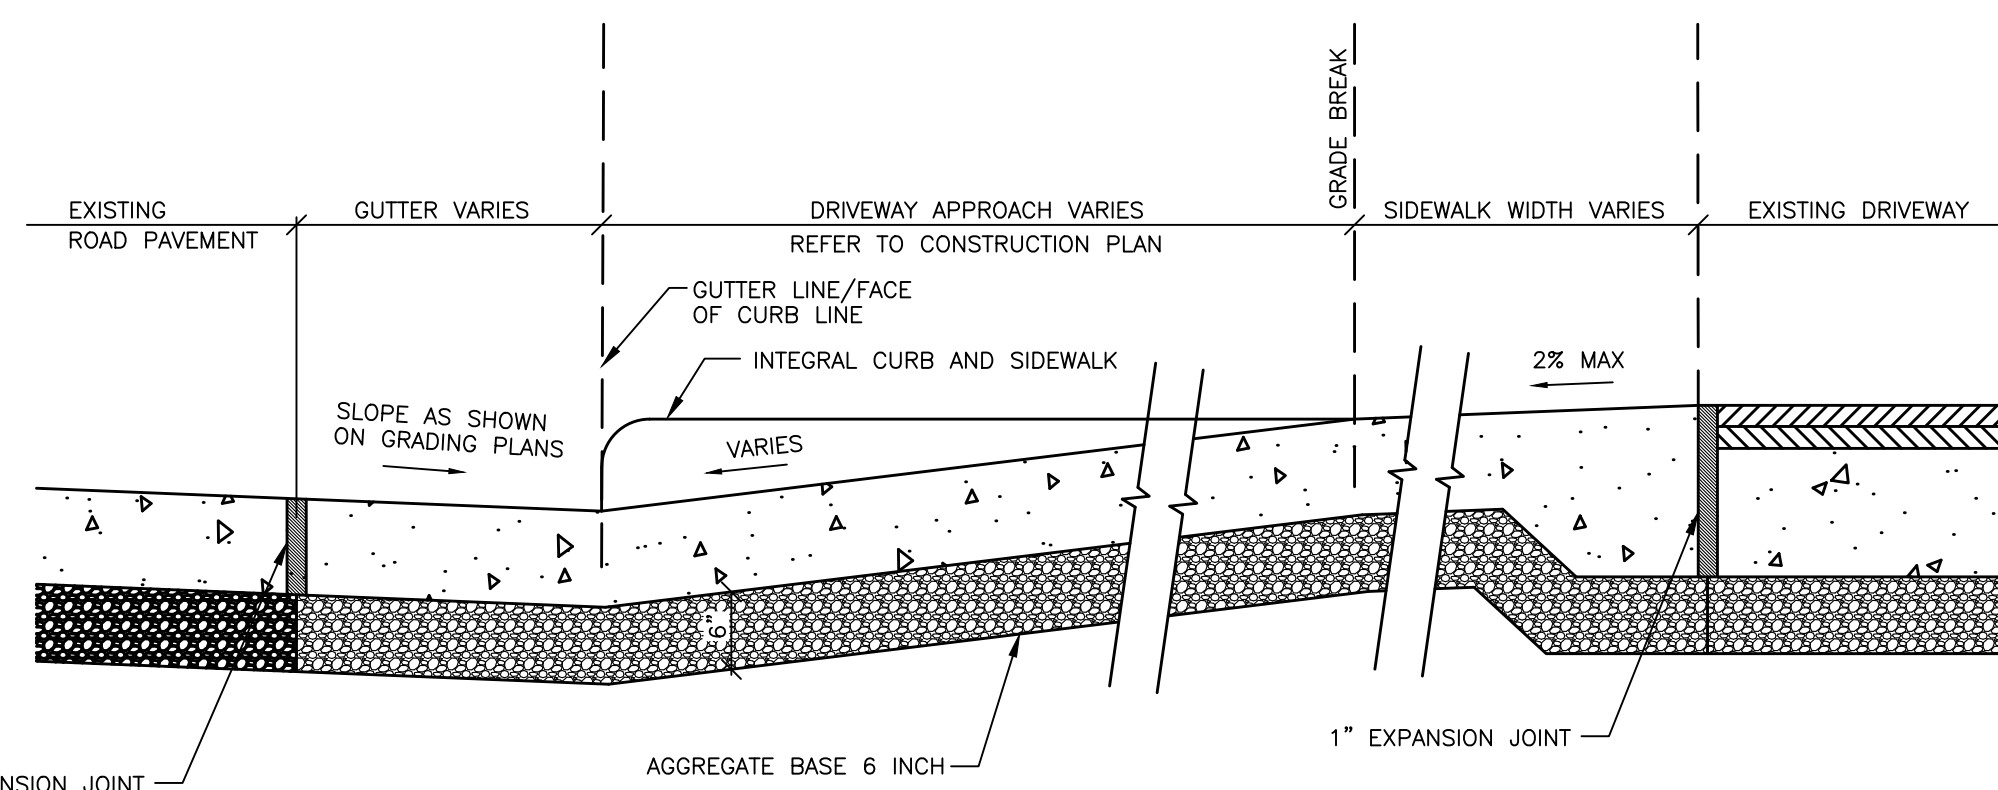 GRADE BREAK
EXISTING
ROAD PAVEMENT
GUTTER VARIES
DRIVEWAY APPROACH VARIES
REFER TO CONSTRUCTION PLAN
SIDEWALK WIDTH VARIES
EXISTING DRIVEWAY
GUTTER LINE/FACE
OF CURB LINE
INTEGRAL CURB AND SIDEWALK
2% MAX
SLOPE AS SHOWN
ON GRADING PLANS
VARIES
6”
1” EXPANSION JOINT
AGGREGATE BASE 6 INCH
NSION JOINT